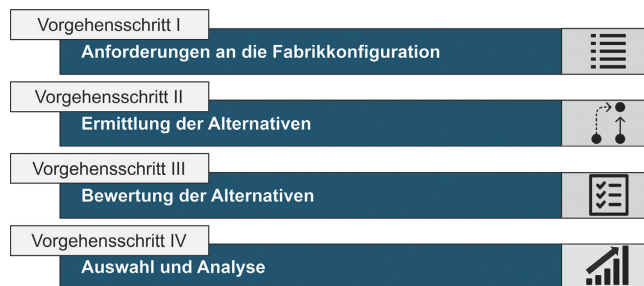 Vorgehensschritt I
Anforderungen an die Fabrikkonfiguration
Vorgehensschritt II
Ermittlung der Alternativen
Vorgehensschritt III
Bewertung der Alternativen
Vorgehensschritt IV
Auswahl und Analyse